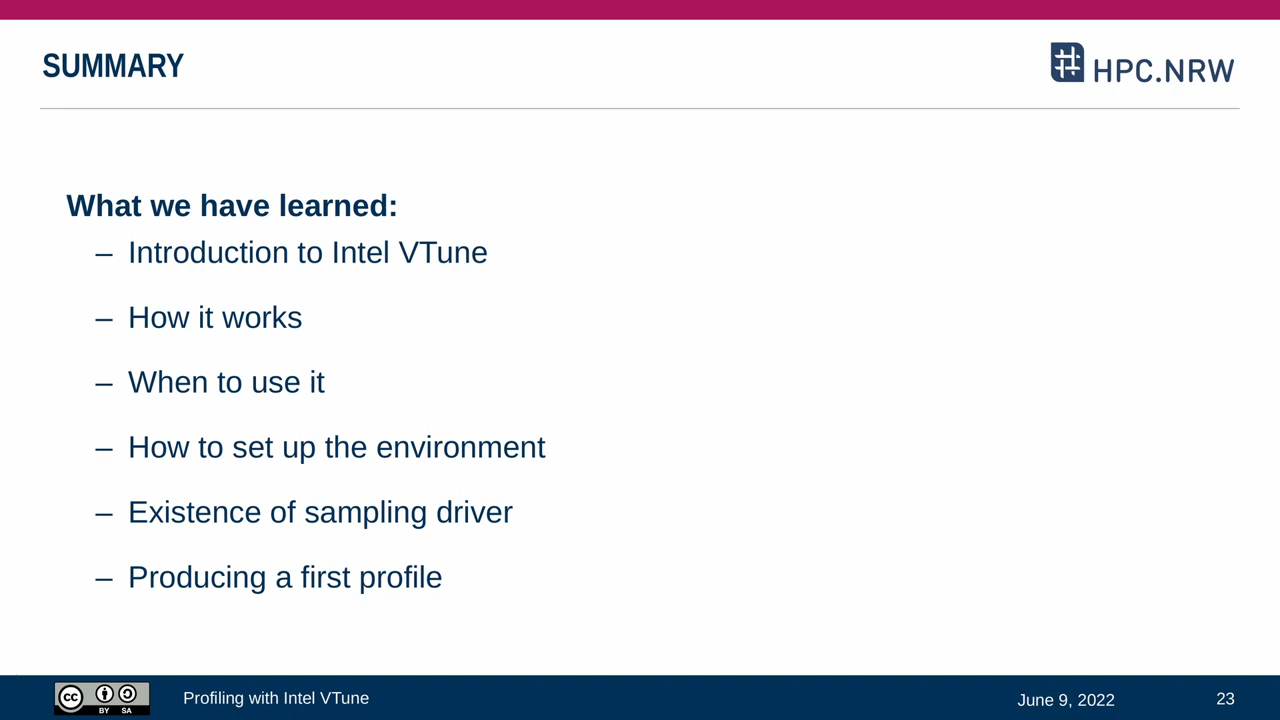 SUMMARY
HPC.NRW
What we have learned:
– Introduction to Intel VTune
– How it works
– When to use it
– How to set up the environment
– Existence of sampling driver
– Producing a first profile
cc BY SA
Profiling with Intel VTune
June 9, 2022
23